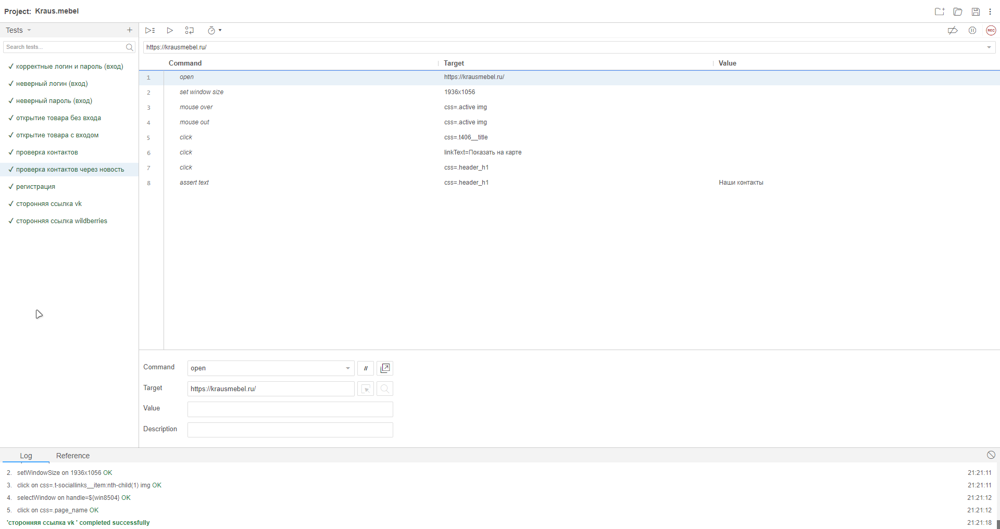 Project: Kraus.mebel
Tests
Search tests...
✓ корректные логин и пароль (вход)
✓ неверный логин (вход)
✓ неверный пароль (вход)
✓ открытие товара без входа
✓ открытие товара с входом
✓ проверка контактов
✓ проверка контактов через новость
✓ регистрация
✓ сторонняя ссылка vk
✓ сторонняя ссылка wildberries
REC
https://krausmebel.ru/
Command Target Value
1 open https://krausmebel.ru/
2 set window size 1936x1056
3 mouse over css=.active img
4 mouse out css=.active img
5 click css=.t406__title
6 click linkText=Показать на карте
7 click css=.header_h1
8 assert text css=.header_h1 Наши контакты
Command open //
Target https://krausmebel.ru/
Value
Description
Log Reference
2. setWindowSize on 1936x1056 OK 21:21:11
3. click on css=.t-sociallinks__item:nth-child(1) img OK 21:21:11
4. selectWindow on handle=${win8504} OK 21:21:12
5. click on css=.page_name OK 21:21:12
'сторонняя ссылка vk ' completed successfully 21:21:18